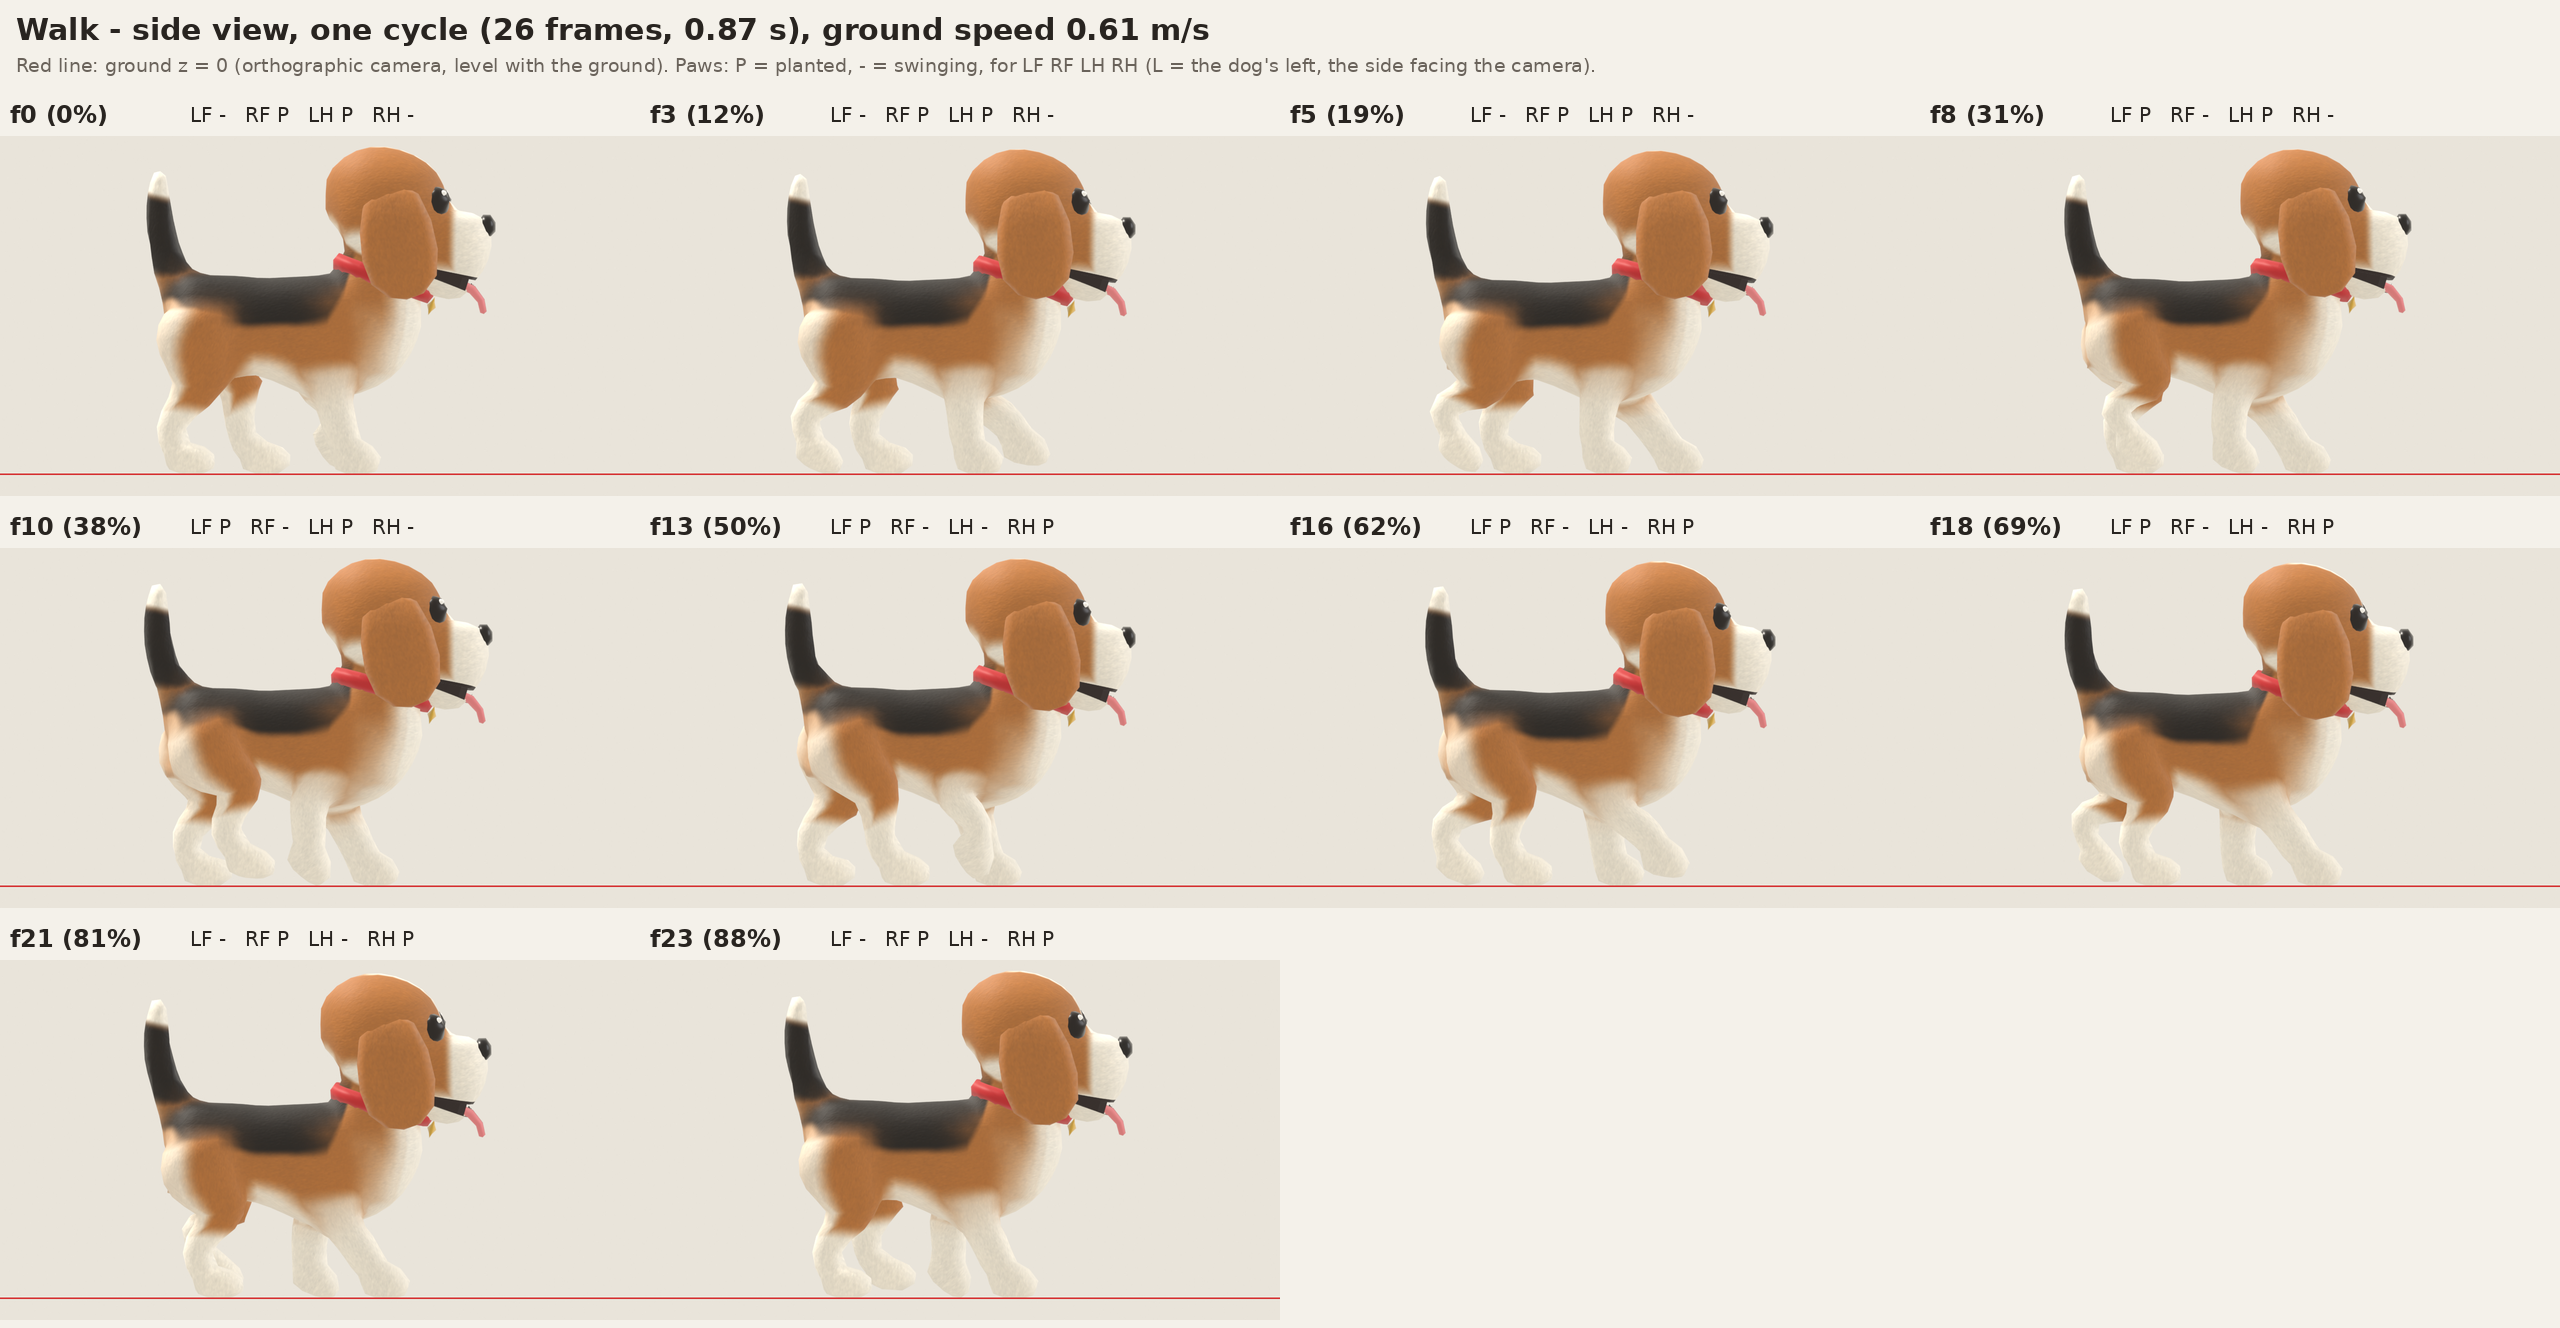 Walk - side view, one cycle (26 frames, 0.87 s), ground speed 0.61 m/s
Red line: ground z = 0 (orthographic camera, level with the ground). Paws: P = planted, - = swinging, for LF RF LH RH (L = the dog's left, the side facing the camera).
f0 (0%) LF - RF P LH P RH -
f3 (12%) LF - RF P LH P RH -
f5 (19%) LF - RF P LH P RH -
f8 (31%) LF P RF - LH P RH -
f10 (38%) LF P RF - LH P RH -
f13 (50%) LF P RF - LH - RH P
f16 (62%) LF P RF - LH - RH P
f18 (69%) LF P RF - LH - RH P
f21 (81%) LF - RF P LH - RH P
f23 (88%) LF - RF P LH - RH P